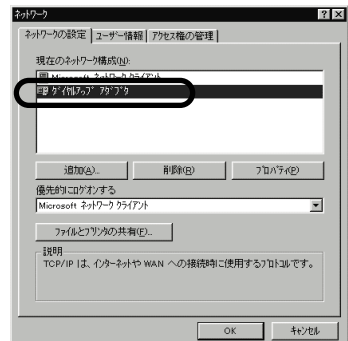 ネットワーク
ネットワークの設定 ユーザー情報 アクセス権の管理
現在のネットワーク構成(N):
Microsoft ネットワーク クライアント
ダイヤルアップ アダプタ
追加(A)... 削除(R) プロパティ(P)
優先的にログオンする
Microsoft ネットワーク クライアント
ファイルとプリンタの共有(F)...
説明
TCP/IP は、インターネットや WAN への接続時に使用するプロトコルです。
OK キャンセル